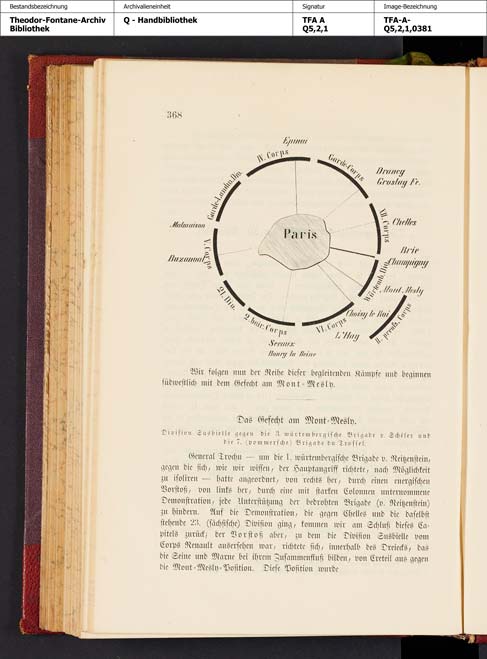 Bestandsbezeichnung
Archivalieneinheit
Signatur
Image-Bezeichnung
Theodor-Fontane-Archiv
Bibliothek
Q - Handbibliothek
TFA A
Q5,2,1
TFA-A-
Q5,2,1,0381
368
Epinai
IV. Corps
Garde-Corps
Drancy
Groslay Fr.
Garde-Landw. Div.
XII. Corps
Chelles
Malmaison
V. Corps
Paris
Brie
Champigny
Buzanval
Würtemb. Div.
Mont-Mesly
21. Div.
Choisy le Roi
II. preuß. Corps
2. bair. Corps
VI. Corps
L'Hay
Sceaux
Bourg la Reine
Wir folgen nun der Reihe dieser begleitenden Kämpfe und beginnen
südwestlich mit dem Gefecht am Mont-Mesly.
Das Gefecht am Mont-Mesly.
Division Susbielle gegen die 3. würtembergische Brigade v. Schéler und
die 7. (pommersche) Brigade du Trossel.
General Trochu — um die 1. würtembergische Brigade v. Reitzenstein,
gegen die sich, wie wir wissen, der Hauptangriff richtete, nach Möglichkeit
zu isoliren — hatte angeordnet, von rechts her, durch einen energischen
Vorstoß, von links her, durch eine mit starken Colonnen unternommene
Demonstration, jede Unterstützung der bedrohten Brigade (v. Reitzenstein)
zu hindern. Auf die Demonstration, die gegen Chelles und die daselbst
stehende 23. (sächsische) Division ging, kommen wir am Schluß dieses Ca-
pitels zurück; der Vorstoß aber, zu dem die Division Susbielle vom
Corps Renault ausersehen war, richtete sich, innerhalb des Dreiecks, das
die Seine und Marne bei ihrem Zusammenfluß bilden, von Creteil aus gegen
die Mont-Mesly-Position. Diese Position wurde